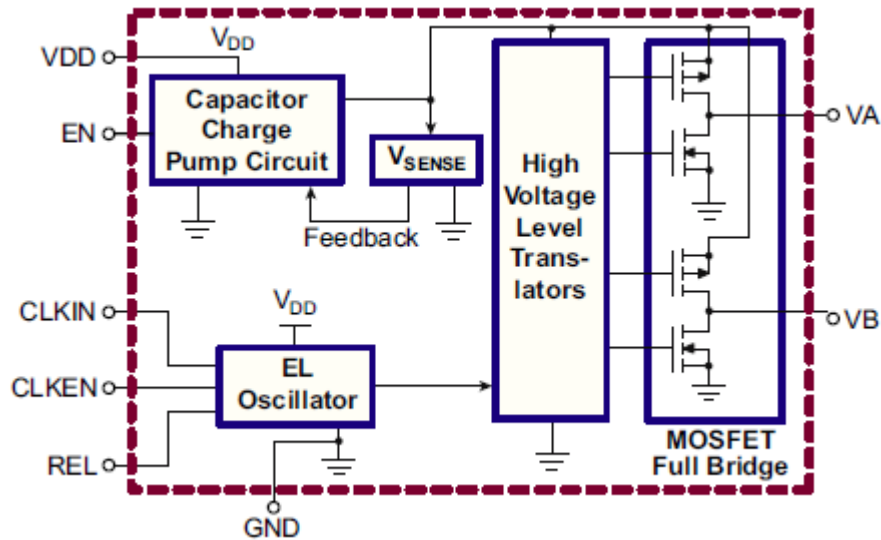 VDD
VDD
EN
Capacitor
Charge
Pump Circuit
VSENSE
Feedback
High
Voltage
Level
Trans-
lators
VA
VB
MOSFET
Full Bridge
CLKIN
CLKEN
REL
VDD
EL
Oscillator
GND